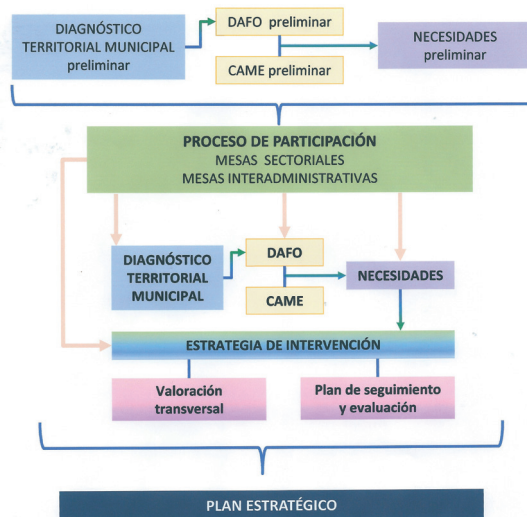 DIAGNÓSTICO
TERRITORIAL MUNICIPAL
preliminar
DAFO preliminar
CAME preliminar
NECESIDADES
preliminar
PROCESO DE PARTICIPACIÓN
MESAS SECTORIALES
MESAS INTERADMINISTRATIVAS
DIAGNÓSTICO
TERRITORIAL
MUNICIPAL
DAFO
CAME
NECESIDADES
ESTRATEGIA DE INTERVENCIÓN
Valoración
transversal
Plan de seguimiento
y evaluación
PLAN ESTRATÉGICO